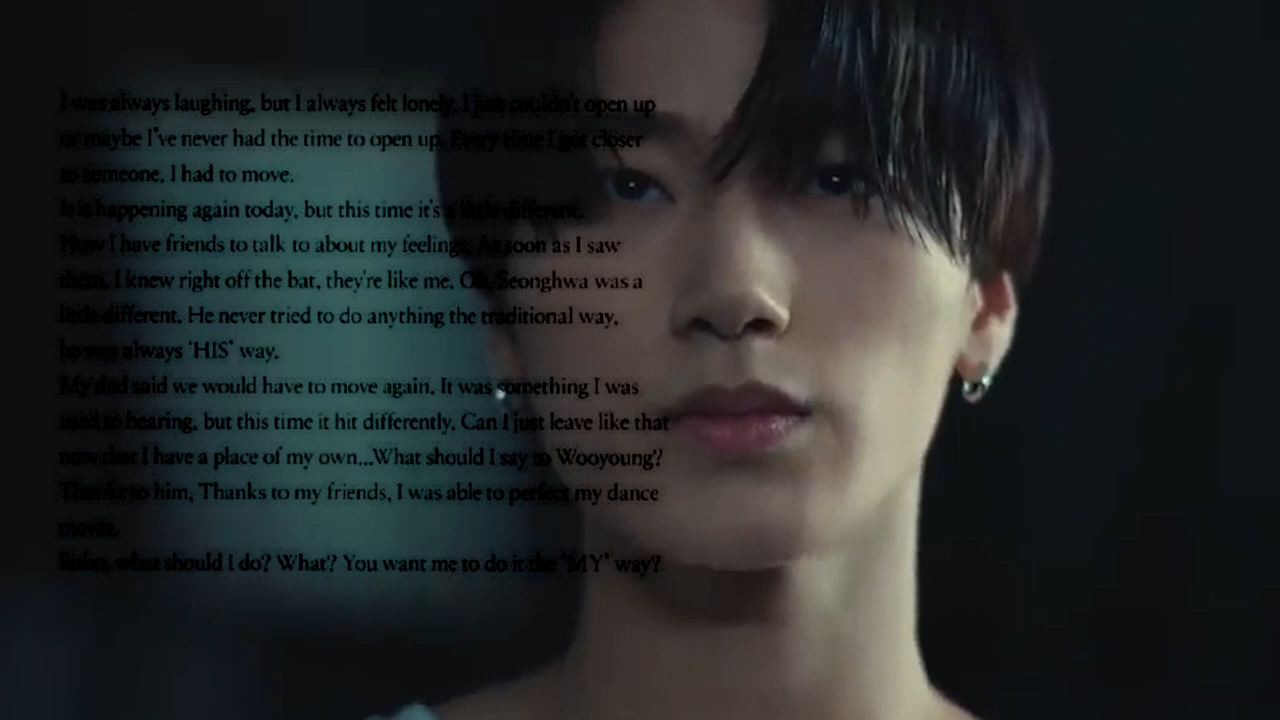 I was always laughing, but I always felt lonely. I just couldn't open up
or maybe I've never had the time to open up. Every time I got closer
to someone, I had to move.
It is happening again today, but this time it's a little different.
Now I have friends to talk to about my feelings. As soon as I saw
them, I knew right off the bat, they're like me. Oh, Seonghwa was a
little different. He never tried to do anything the traditional way,
he was always 'HIS' way.
My dad said we would have to move again. It was something I was
used to hearing, but this time it hit differently. Can I just leave like that
now that I have a place of my own...What should I say to Wooyoung?
Thanks to him, Thanks to my friends, I was able to perfect my dance
moves.
Bobo, what should I do? What? You want me to do it the 'MY' way?